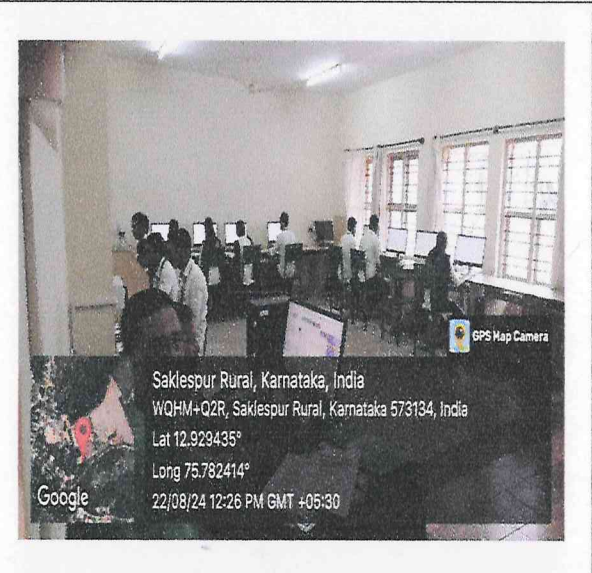 GPS Map Camera
Saklespur Rural, Karnataka, India
WQHM+Q2R, Saklespur Rural, Karnataka 573134, India
Lat 12.929435°
Long 75.782414°
22/08/24 12:26 PM GMT +05:30
Google